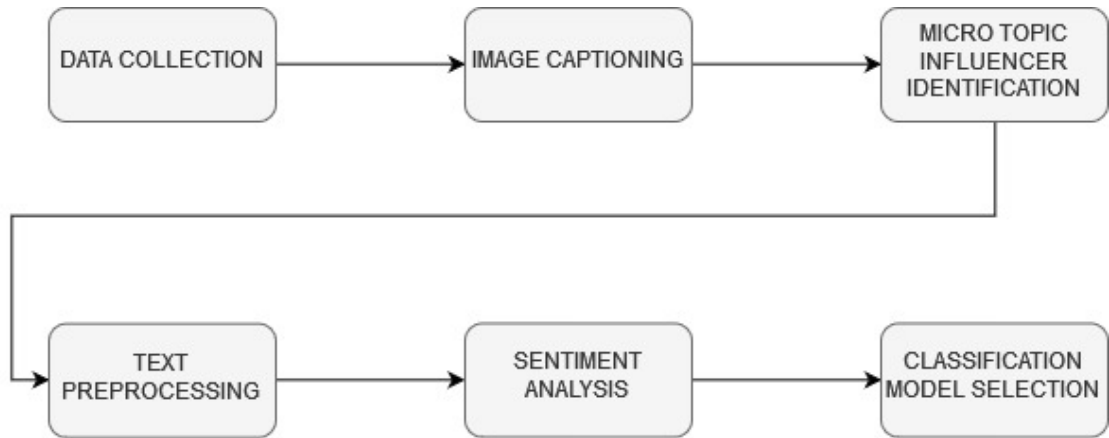 DATA COLLECTION
IMAGE CAPTIONING
MICRO TOPIC
INFLUENCER
IDENTIFICATION
TEXT
PREPROCESSING
SENTIMENT
ANALYSIS
CLASSIFICATION
MODEL SELECTION